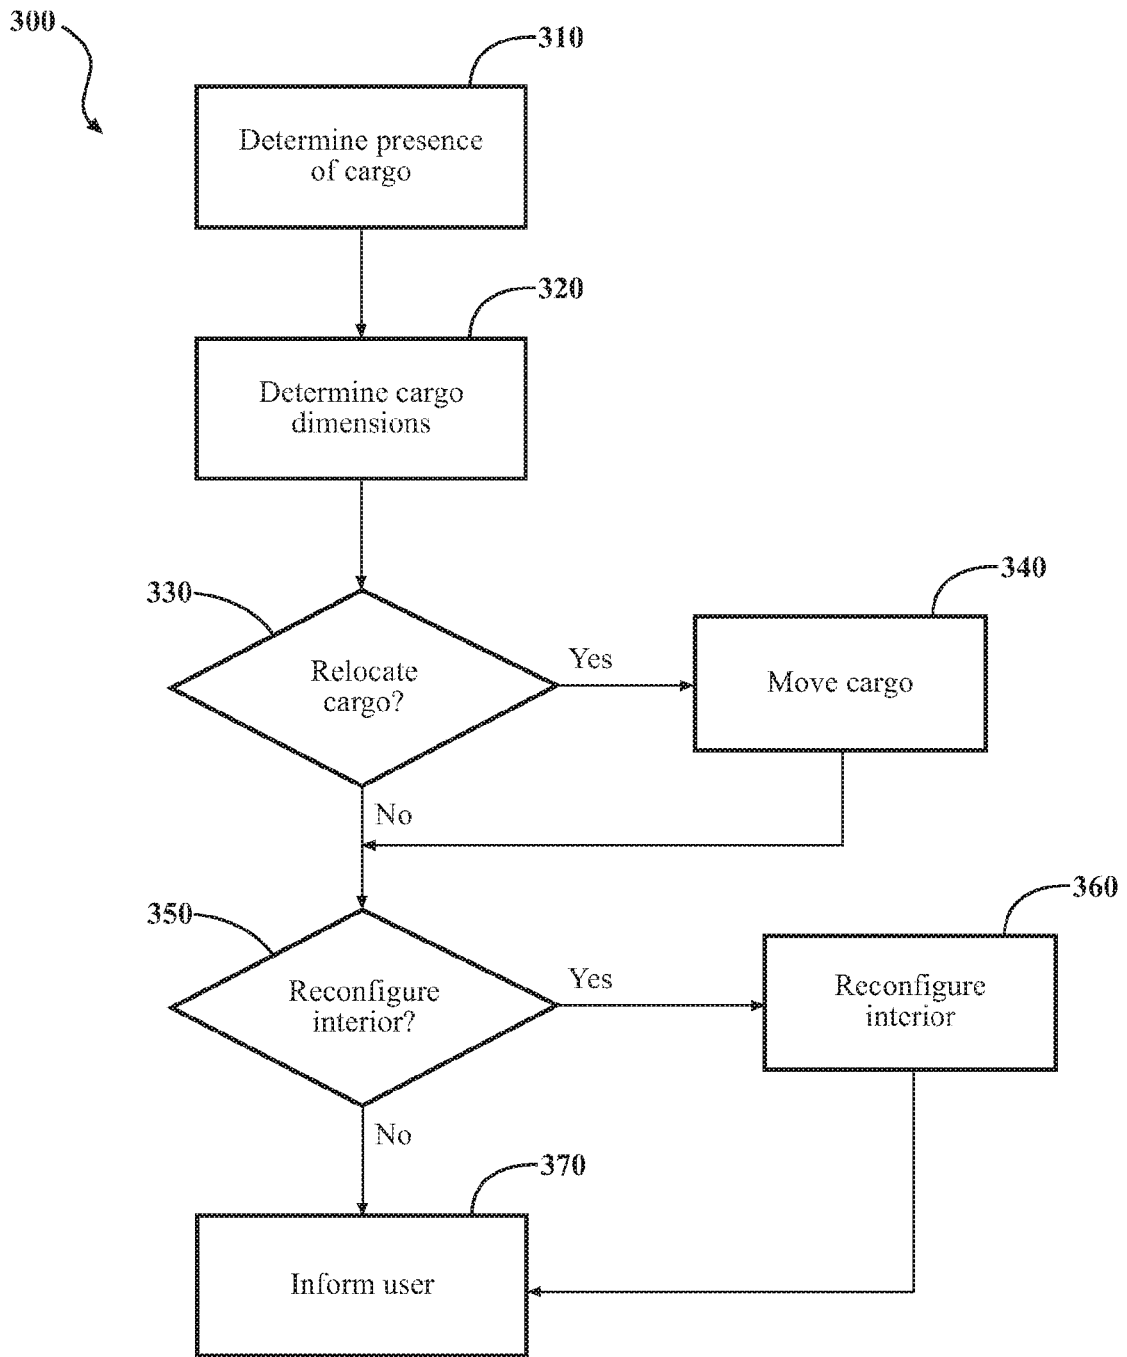 300
310
Determine presence
of cargo
320
Determine cargo
dimensions
330
Relocate
cargo?
Yes
340
Move cargo
No
350
Reconfigure
interior?
Yes
360
Reconfigure
interior
No
370
Inform user